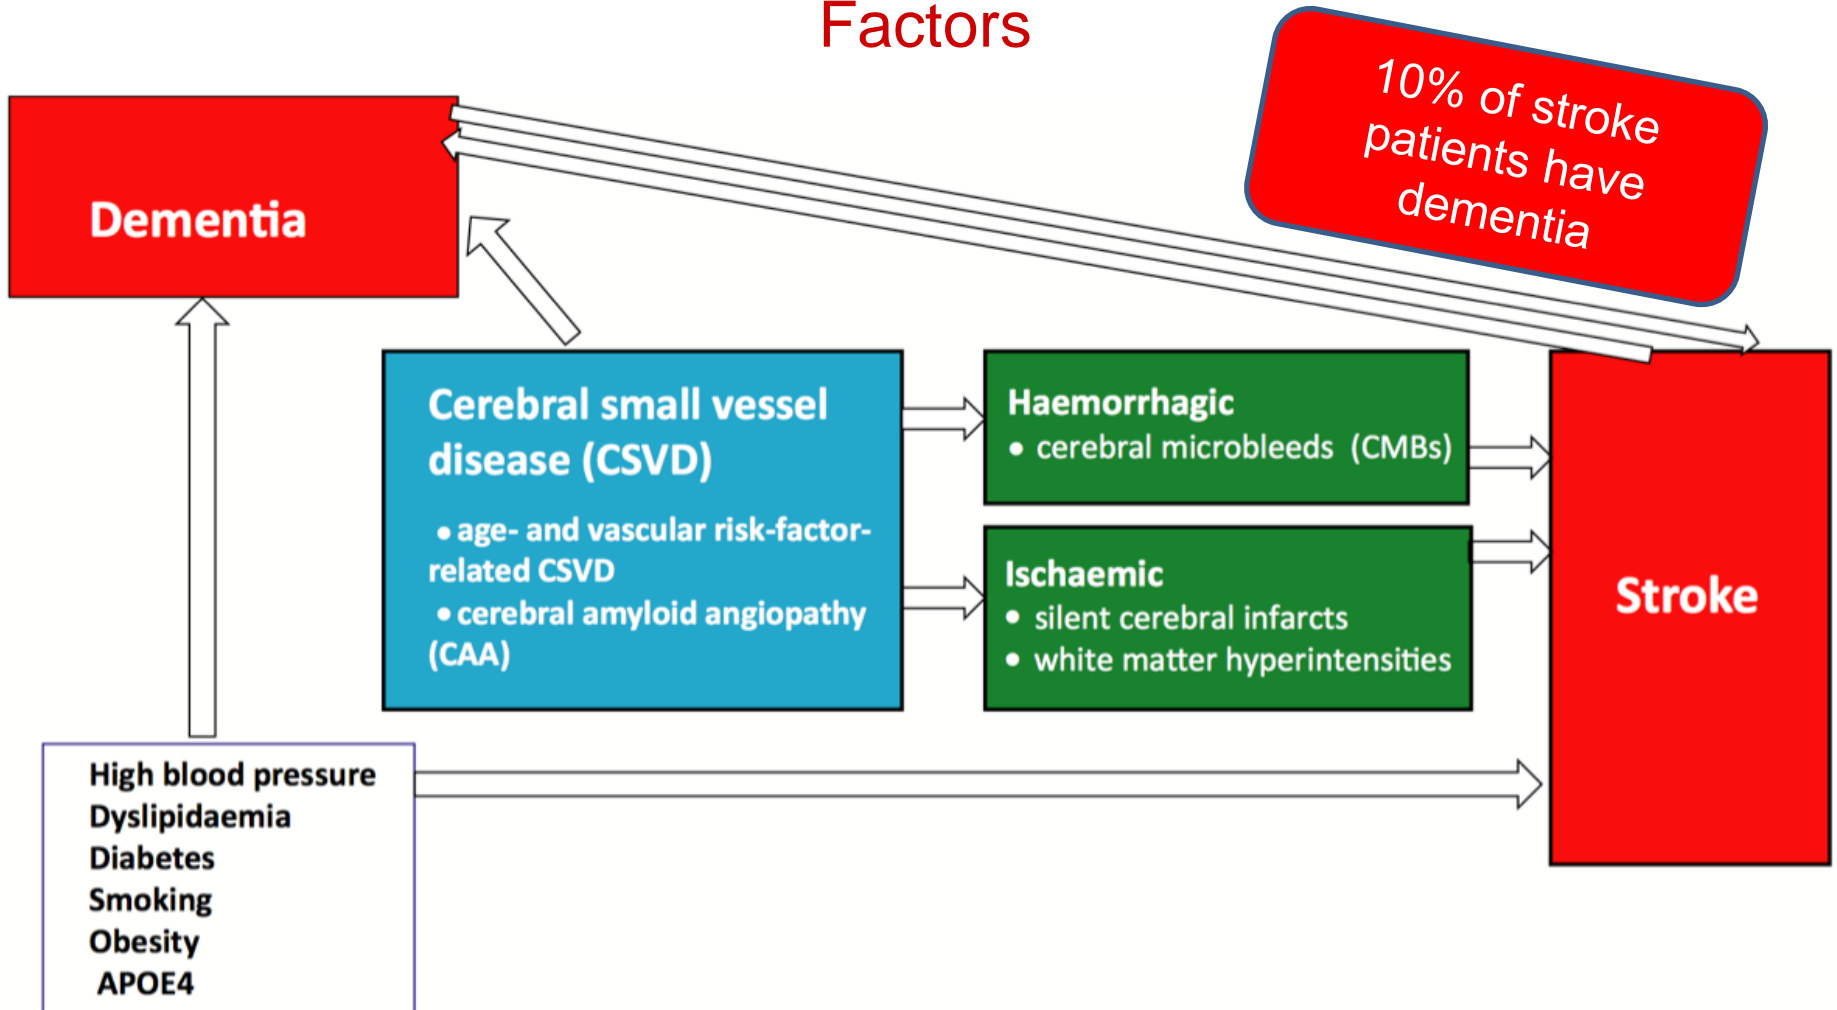 Factors
10% of stroke
patients have
dementia
Dementia
Cerebral small vessel
disease (CSVD)
• age- and vascular risk-factor-
related CSVD
• cerebral amyloid angiopathy
(CAA)
Haemorrhagic
• cerebral microbleeds (CMBs)
Ischaemic
• silent cerebral infarcts
• white matter hyperintensities
Stroke
High blood pressure
Dyslipidaemia
Diabetes
Smoking
Obesity
APOE4